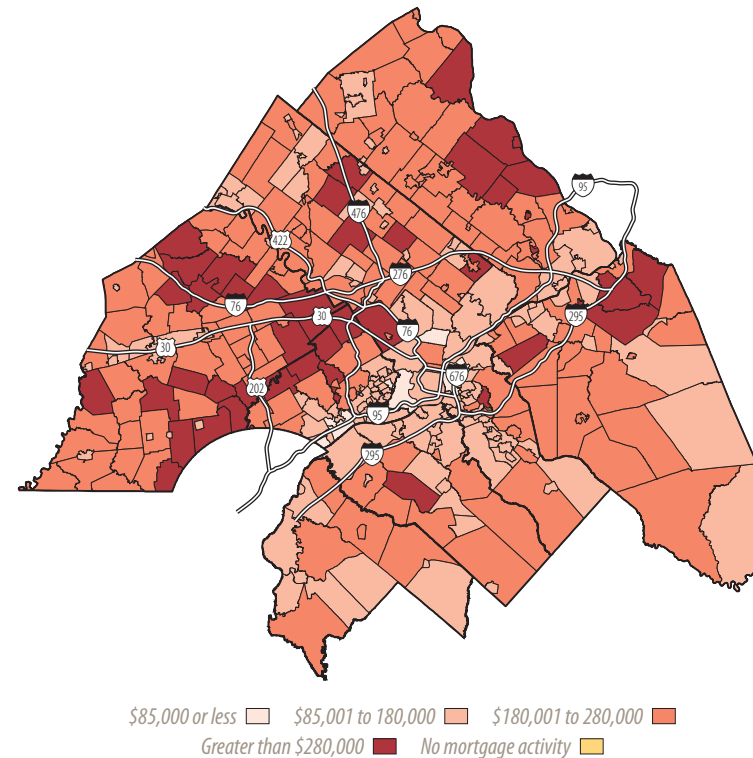 95
476
422
276
76
295
30
76
30
676
202
95
295
$85,000 or less
$85,001 to 180,000
$180,001 to 280,000
Greater than $280,000
No mortgage activity